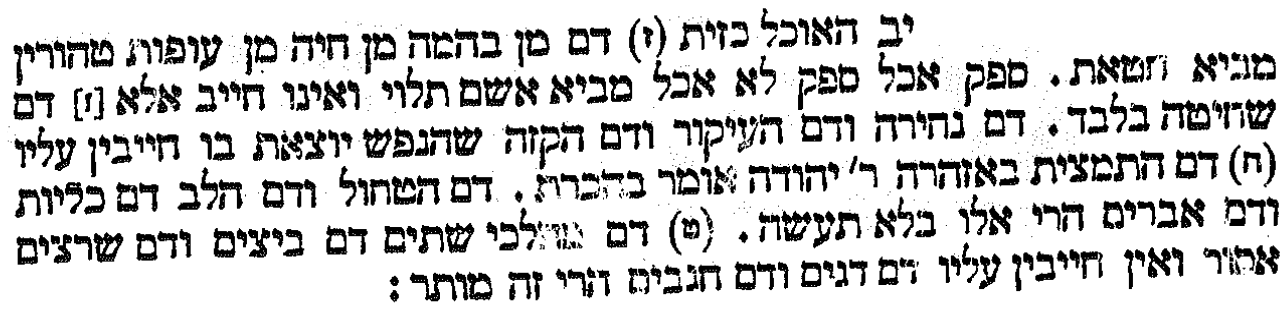 יב האוכל כזית (ז) דם מן בהמה מן חיה מן עופות טהורין
מביא חטאת. ספק אכל ספק לא אכל מביא אשם תלוי ואינו חייב אלא [ז] דם
שחיטה בלבד. דם נחירה ודם העיקור ודם הקזה שהנפש יוצאת בו חייבין עליו
(ח) דם התמצית באזהרה ר' יהודה אומר בהכרת. דם הטחול ודם הלב דם כליות
ודם אברים הרי אלו בלא תעשה. (ט) דם מהלכי שתים דם ביצים ודם שרצים
אסור ואין חייבין עליו דם דגים ודם חגבים הרי זה מותר: